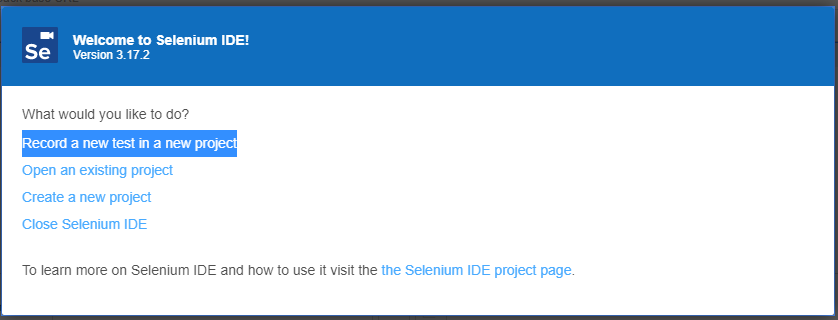 Se
Welcome to Selenium IDE!
Version 3.17.2
What would you like to do?
Record a new test in a new project
Open an existing project
Create a new project
Close Selenium IDE
To learn more on Selenium IDE and how to use it visit the the Selenium IDE project page.